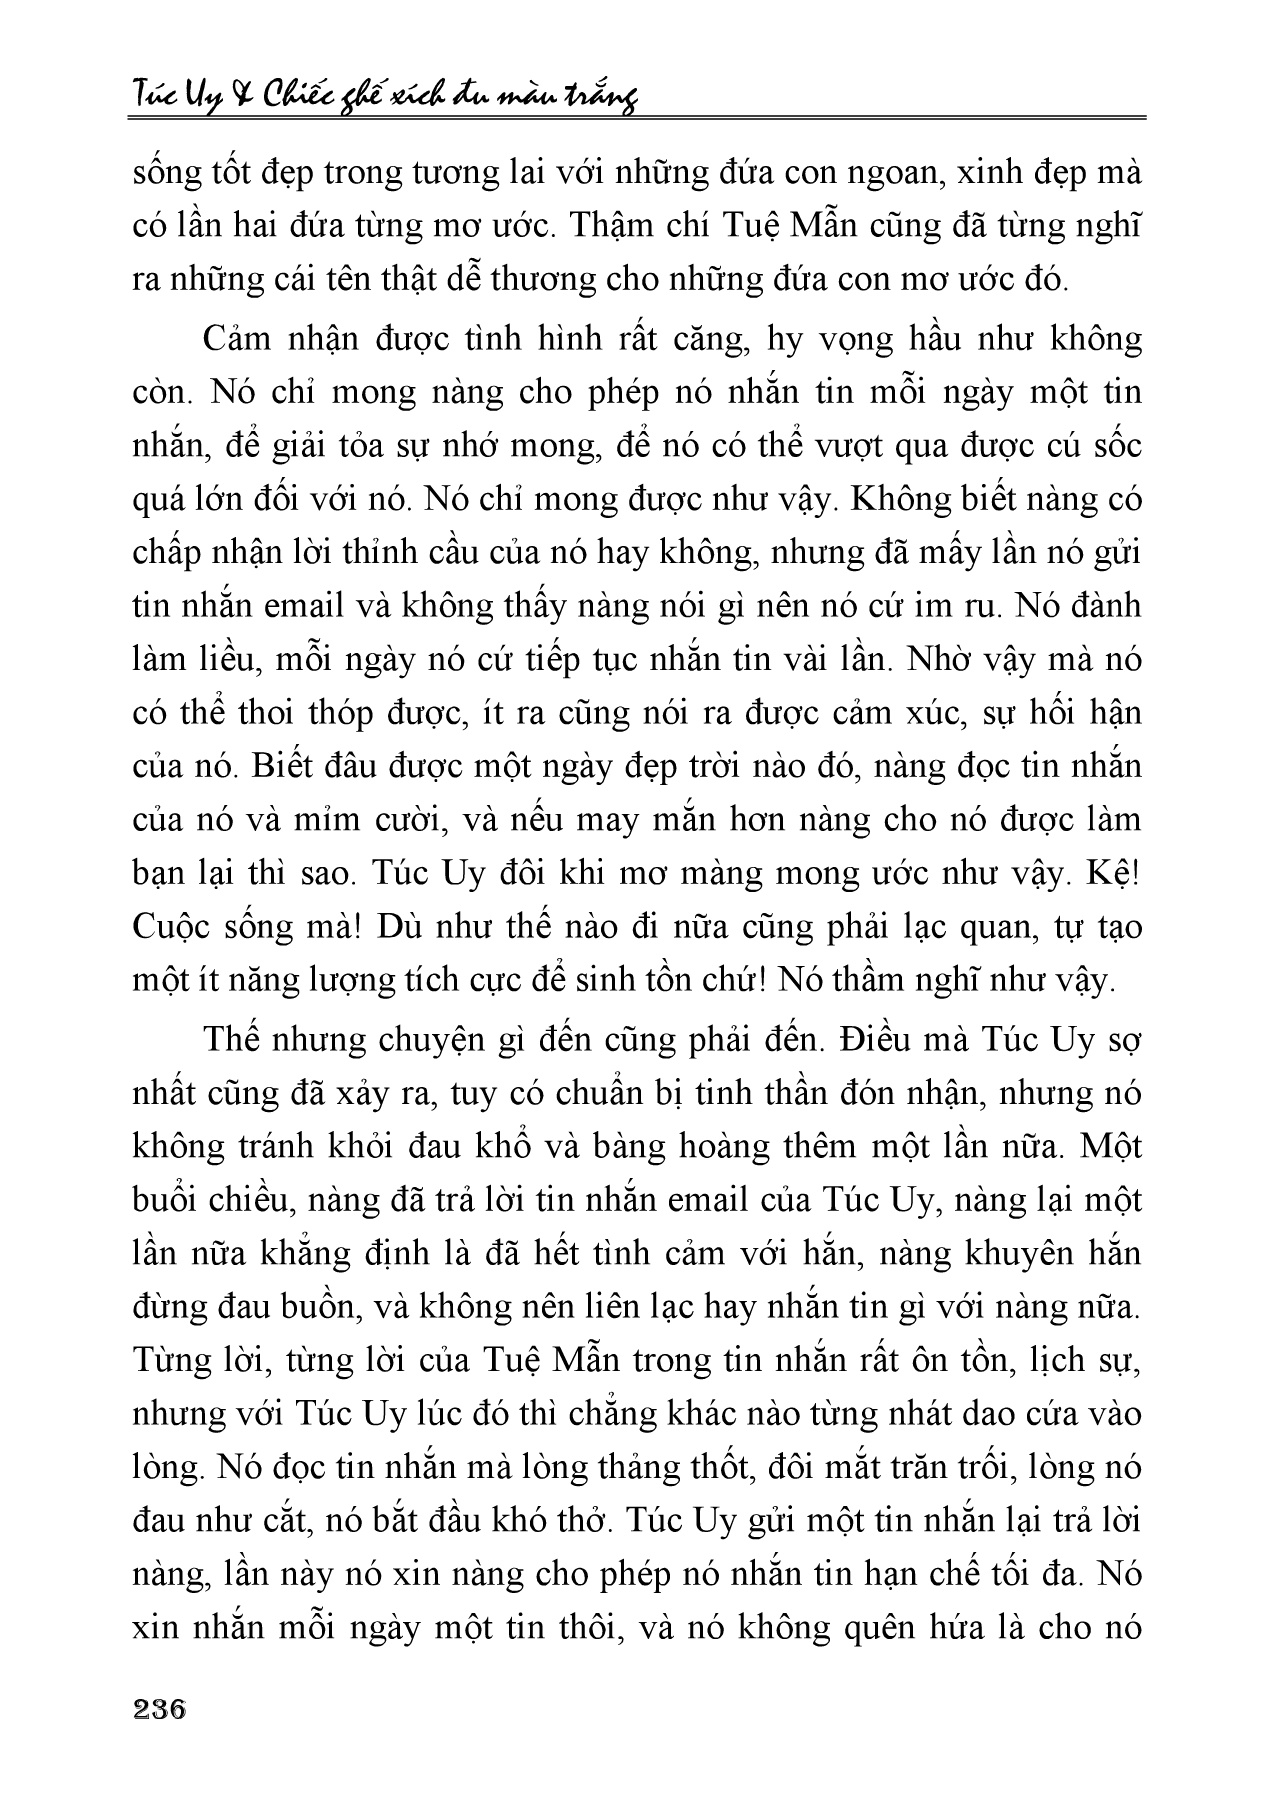 Túc Uy & Chiếc ghế xích đu màu trắng
sống tốt đẹp trong tương lai với những đứa con ngoan, xinh đẹp mà
có lần hai đứa từng mơ ước. Thậm chí Tuệ Mẫn cũng đã từng nghĩ
ra những cái tên thật dễ thương cho những đứa con mơ ước đó.
Cảm nhận được tình hình rất căng, hy vọng hầu như không
còn. Nó chỉ mong nàng cho phép nó nhắn tin mỗi ngày một tin
nhắn, để giải tỏa sự nhớ mong, để nó có thể vượt qua được cú sốc
quá lớn đối với nó. Nó chỉ mong được như vậy. Không biết nàng có
chấp nhận lời thỉnh cầu của nó hay không, nhưng đã mấy lần nó gửi
tin nhắn email và không thấy nàng nói gì nên nó cứ im ru. Nó đành
làm liều, mỗi ngày nó cứ tiếp tục nhắn tin vài lần. Nhờ vậy mà nó
có thể thoi thóp được, ít ra cũng nói ra được cảm xúc, sự hối hận
của nó. Biết đâu được một ngày đẹp trời nào đó, nàng đọc tin nhắn
của nó và mỉm cười, và nếu may mắn hơn nàng cho nó được làm
bạn lại thì sao. Túc Uy đôi khi mơ màng mong ước như vậy. Kệ!
Cuộc sống mà! Dù như thế nào đi nữa cũng phải lạc quan, tự tạo
một ít năng lượng tích cực để sinh tồn chứ! Nó thầm nghĩ như vậy.
Thế nhưng chuyện gì đến cũng phải đến. Điều mà Túc Uy sợ
nhất cũng đã xảy ra, tuy có chuẩn bị tinh thần đón nhận, nhưng nó
không tránh khỏi đau khổ và bàng hoàng thêm một lần nữa. Một
buổi chiều, nàng đã trả lời tin nhắn email của Túc Uy, nàng lại một
lần nữa khẳng định là đã hết tình cảm với hắn, nàng khuyên hắn
đừng đau buồn, và không nên liên lạc hay nhắn tin gì với nàng nữa.
Từng lời, từng lời của Tuệ Mẫn trong tin nhắn rất ôn tồn, lịch sự,
nhưng với Túc Uy lúc đó thì chẳng khác nào từng nhát dao cứa vào
lòng. Nó đọc tin nhắn mà lòng thảng thốt, đôi mắt trăn trối, lòng nó
đau như cắt, nó bắt đầu khó thở. Túc Uy gửi một tin nhắn lại trả lời
nàng, lần này nó xin nàng cho phép nó nhắn tin hạn chế tối đa. Nó
xin nhắn mỗi ngày một tin thôi, và nó không quên hứa là cho nó
236